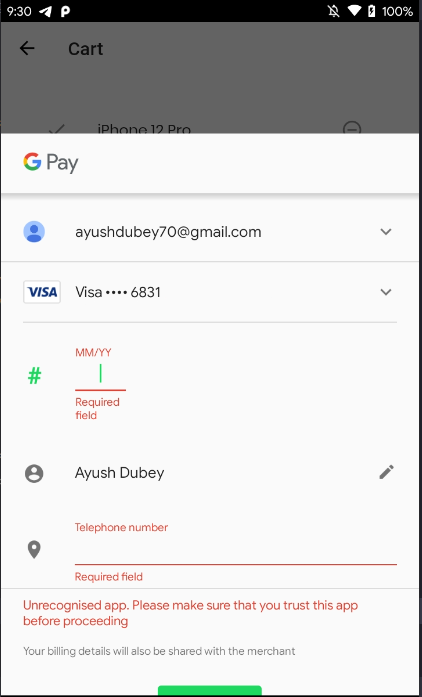 9:30 100%
Cart
iPhone 12 Pro
G Pay
ayushdubey70@gmail.com
VISA Visa •••• 6831
MM/YY
#
Required
field
Ayush Dubey
Telephone number
Required field
Unrecognised app. Please make sure that you trust this app
before proceeding
Your billing details will also be shared with the merchant